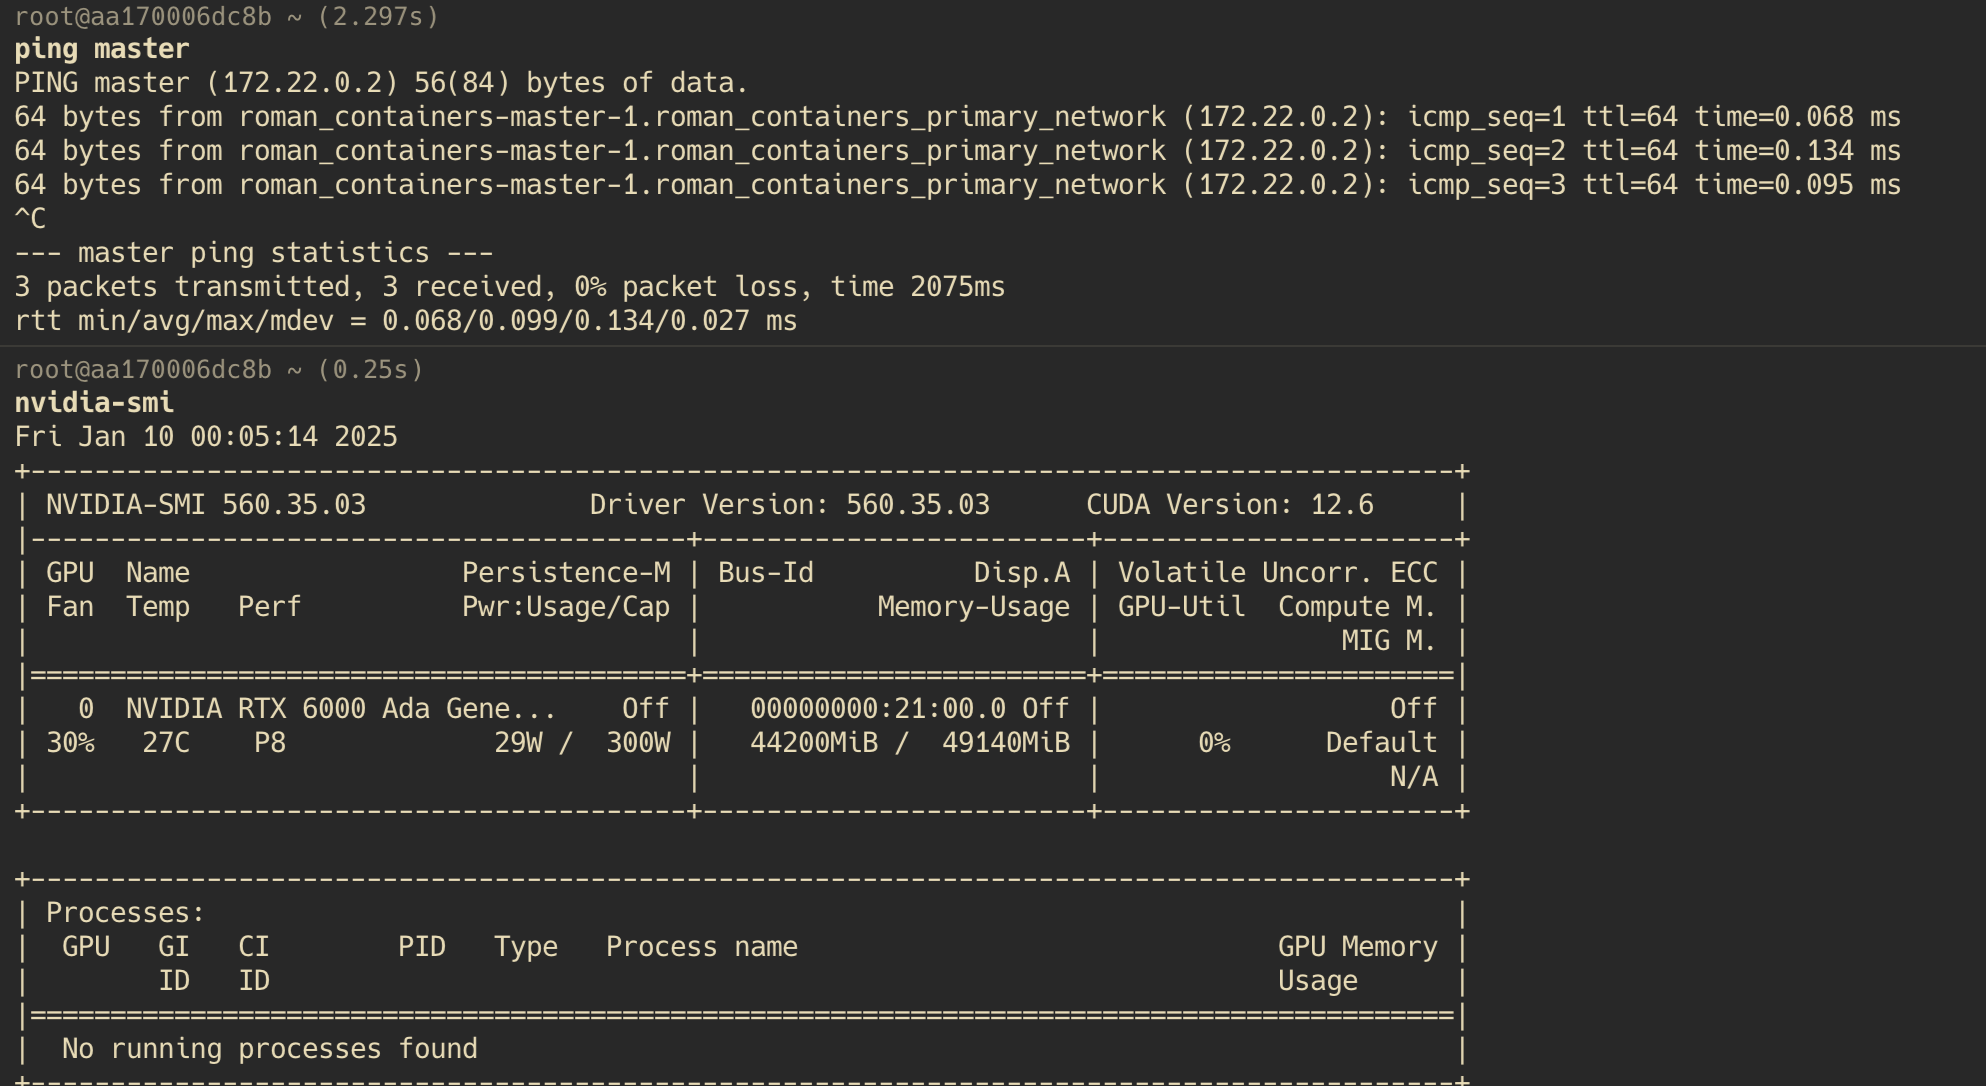 root@aa170006dc8b ~ (2.297s)
ping master
PING master (172.22.0.2) 56(84) bytes of data.
64 bytes from roman_containers-master-1.roman_containers_primary_network (172.22.0.2): icmp_seq=1 ttl=64 time=0.068 ms
64 bytes from roman_containers-master-1.roman_containers_primary_network (172.22.0.2): icmp_seq=2 ttl=64 time=0.134 ms
64 bytes from roman_containers-master-1.roman_containers_primary_network (172.22.0.2): icmp_seq=3 ttl=64 time=0.095 ms
^C
--- master ping statistics ---
3 packets transmitted, 3 received, 0% packet loss, time 2075ms
rtt min/avg/max/mdev = 0.068/0.099/0.134/0.027 ms
root@aa170006dc8b ~ (0.25s)
nvidia-smi
Fri Jan 10 00:05:14 2025
+-----------------------------------------------------------------------------------------+
| NVIDIA-SMI 560.35.03              Driver Version: 560.35.03      CUDA Version: 12.6     |
|-----------------------------------------+------------------------+----------------------+
| GPU  Name                 Persistence-M | Bus-Id          Disp.A | Volatile Uncorr. ECC |
| Fan  Temp   Perf          Pwr:Usage/Cap |           Memory-Usage | GPU-Util  Compute M. |
|                                         |                        |               MIG M. |
|=========================================+========================+======================|
|   0  NVIDIA RTX 6000 Ada Gene...    Off |   00000000:21:00.0 Off |                  Off |
| 30%   27C    P8              29W /  300W |   44200MiB /  49140MiB |      0%      Default |
|                                         |                        |                  N/A |
+-----------------------------------------+------------------------+----------------------+
+-----------------------------------------------------------------------------------------+
| Processes:                                                                              |
|  GPU   GI   CI        PID   Type   Process name                              GPU Memory |
|        ID   ID                                                               Usage      |
|=========================================================================================|
|  No running processes found                                                             |
+-----------------------------------------------------------------------------------------+